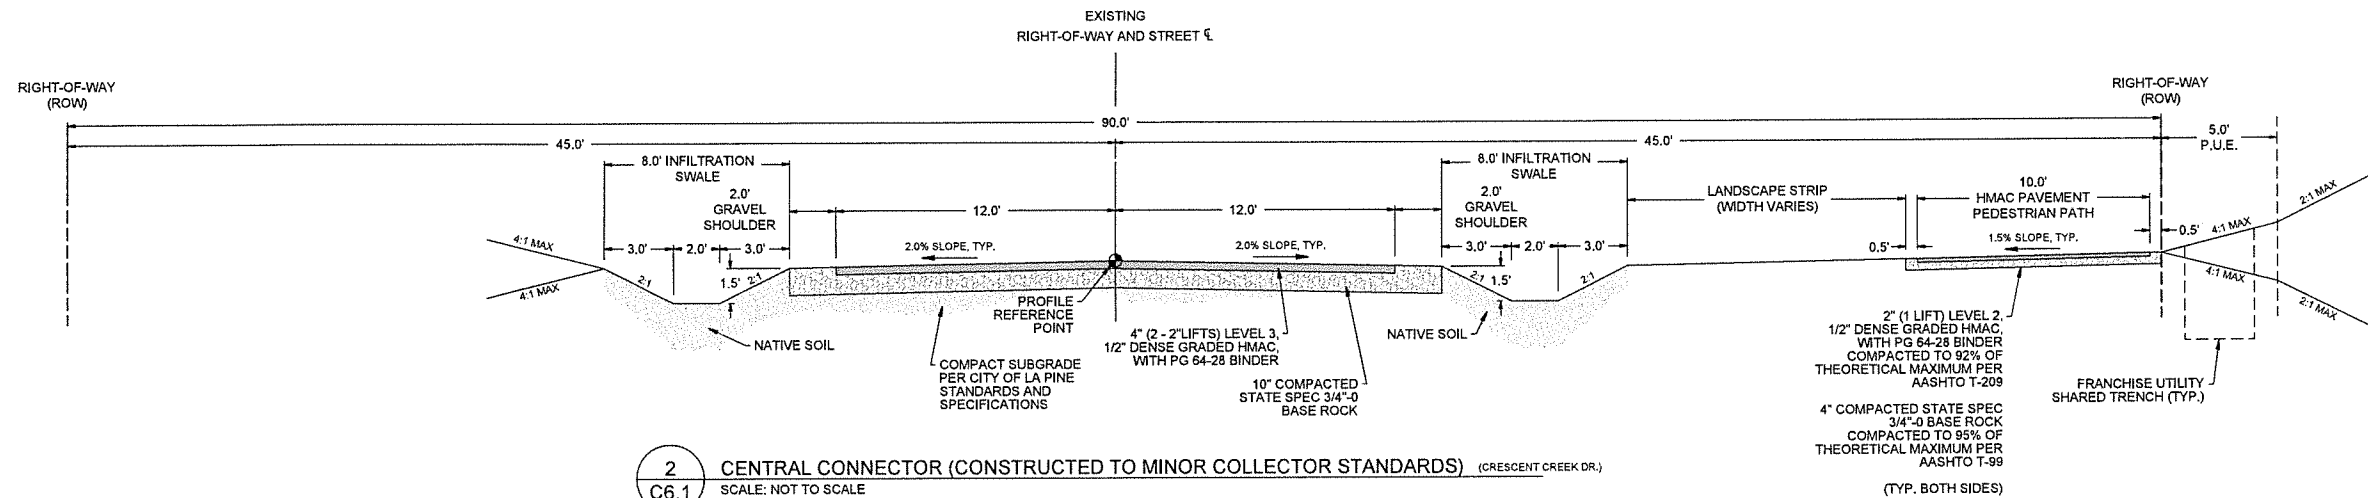 EXISTING
RIGHT-OF-WAY AND STREET ℄
RIGHT-OF-WAY
(ROW)
RIGHT-OF-WAY
(ROW)
90.0'
45.0'
45.0'
5.0'
P.U.E.
8.0' INFILTRATION
SWALE
2.0'
GRAVEL
SHOULDER
12.0'
12.0'
8.0' INFILTRATION
SWALE
2.0'
GRAVEL
SHOULDER
LANDSCAPE STRIP
(WIDTH VARIES)
10.0'
HMAC PAVEMENT
PEDESTRIAN PATH
3.0'
2.0'
3.0'
3.0'
2.0'
3.0'
0.5'
0.5'
4:1 MAX
4:1 MAX
2:1
2:1
1.5'
2.0% SLOPE, TYP.
2.0% SLOPE, TYP.
2:1
1.5'
2:1
1.5% SLOPE, TYP.
4:1 MAX
2:1 MAX
4:1 MAX
2:1 MAX
NATIVE SOIL
COMPACT SUBGRADE
PER CITY OF LA PINE
STANDARDS AND
SPECIFICATIONS
PROFILE
REFERENCE
POINT
4" (2 - 2"LIFTS) LEVEL 3,
1/2" DENSE GRADED HMAC,
WITH PG 64-28 BINDER
10" COMPACTED
STATE SPEC 3/4"-0
BASE ROCK
NATIVE SOIL
2" (1 LIFT) LEVEL 2,
1/2" DENSE GRADED HMAC,
WITH PG 64-28 BINDER
COMPACTED TO 92% OF
THEORETICAL MAXIMUM PER
AASHTO T-209
4" COMPACTED STATE SPEC
3/4"-0 BASE ROCK
COMPACTED TO 95% OF
THEORETICAL MAXIMUM PER
AASHTO T-99
(TYP. BOTH SIDES)
FRANCHISE UTILITY
SHARED TRENCH (TYP.)
2
C6.1
CENTRAL CONNECTOR (CONSTRUCTED TO MINOR COLLECTOR STANDARDS) (CRESCENT CREEK DR.)
SCALE: NOT TO SCALE